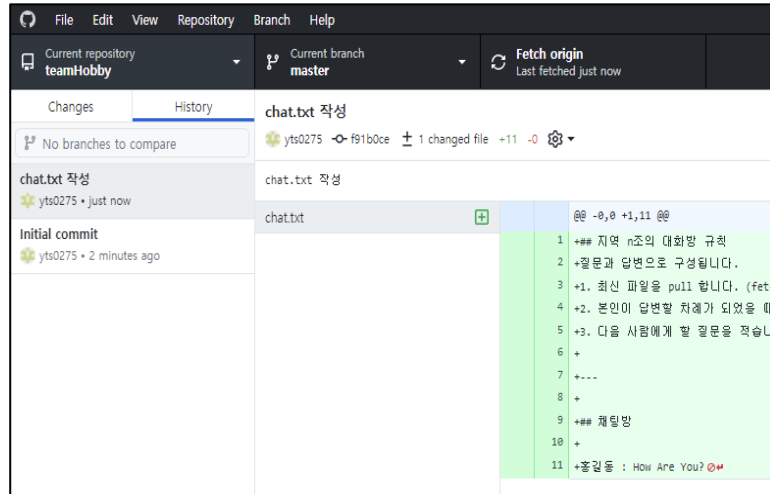 File Edit View Repository Branch Help
Current repository
teamHobby
Current branch
master
Fetch origin
Last fetched just now
Changes History
No branches to compare
chat.txt 작성
yts0275 • just now
Initial commit
yts0275 • 2 minutes ago
chat.txt 작성
yts0275 f91b0ce 1 changed file +11 -0
chat.txt 작성
chat.txt
@@ -0,0 +1,11 @@
1 +## 지역 n조의 대화방 규칙
2 +질문과 답변으로 구성됩니다.
3 +1. 최신 파일을 pull 합니다. (fet
4 +2. 본인이 답변할 차례가 되었을
5 +3. 다음 사람에게 할 질문을
6 +
7 +---
8 +
9 +## 채팅방
10 +
11 +홍길동 : How Are You?